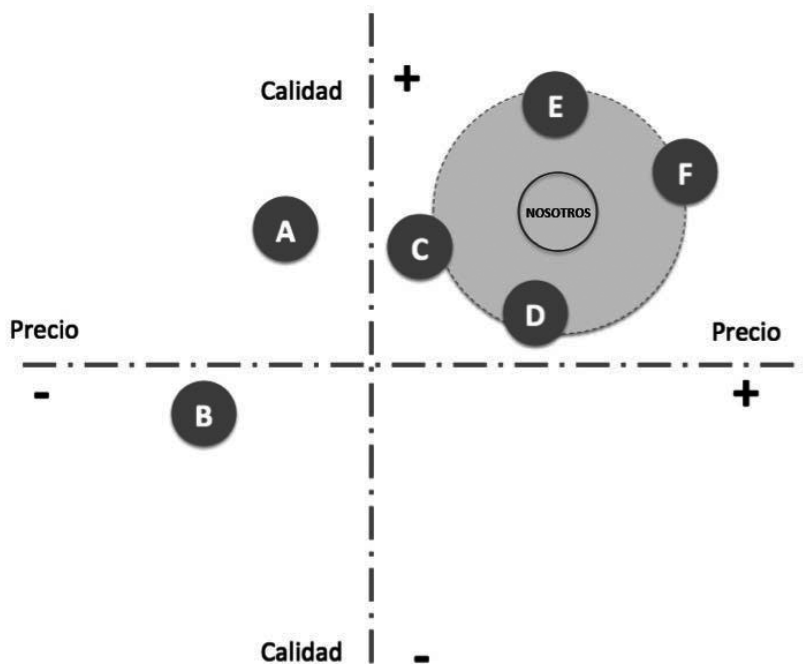 Calidad
+
E
F
NOSOTROS
A
C
D
Precio
Precio
-
+
B
Calidad
-